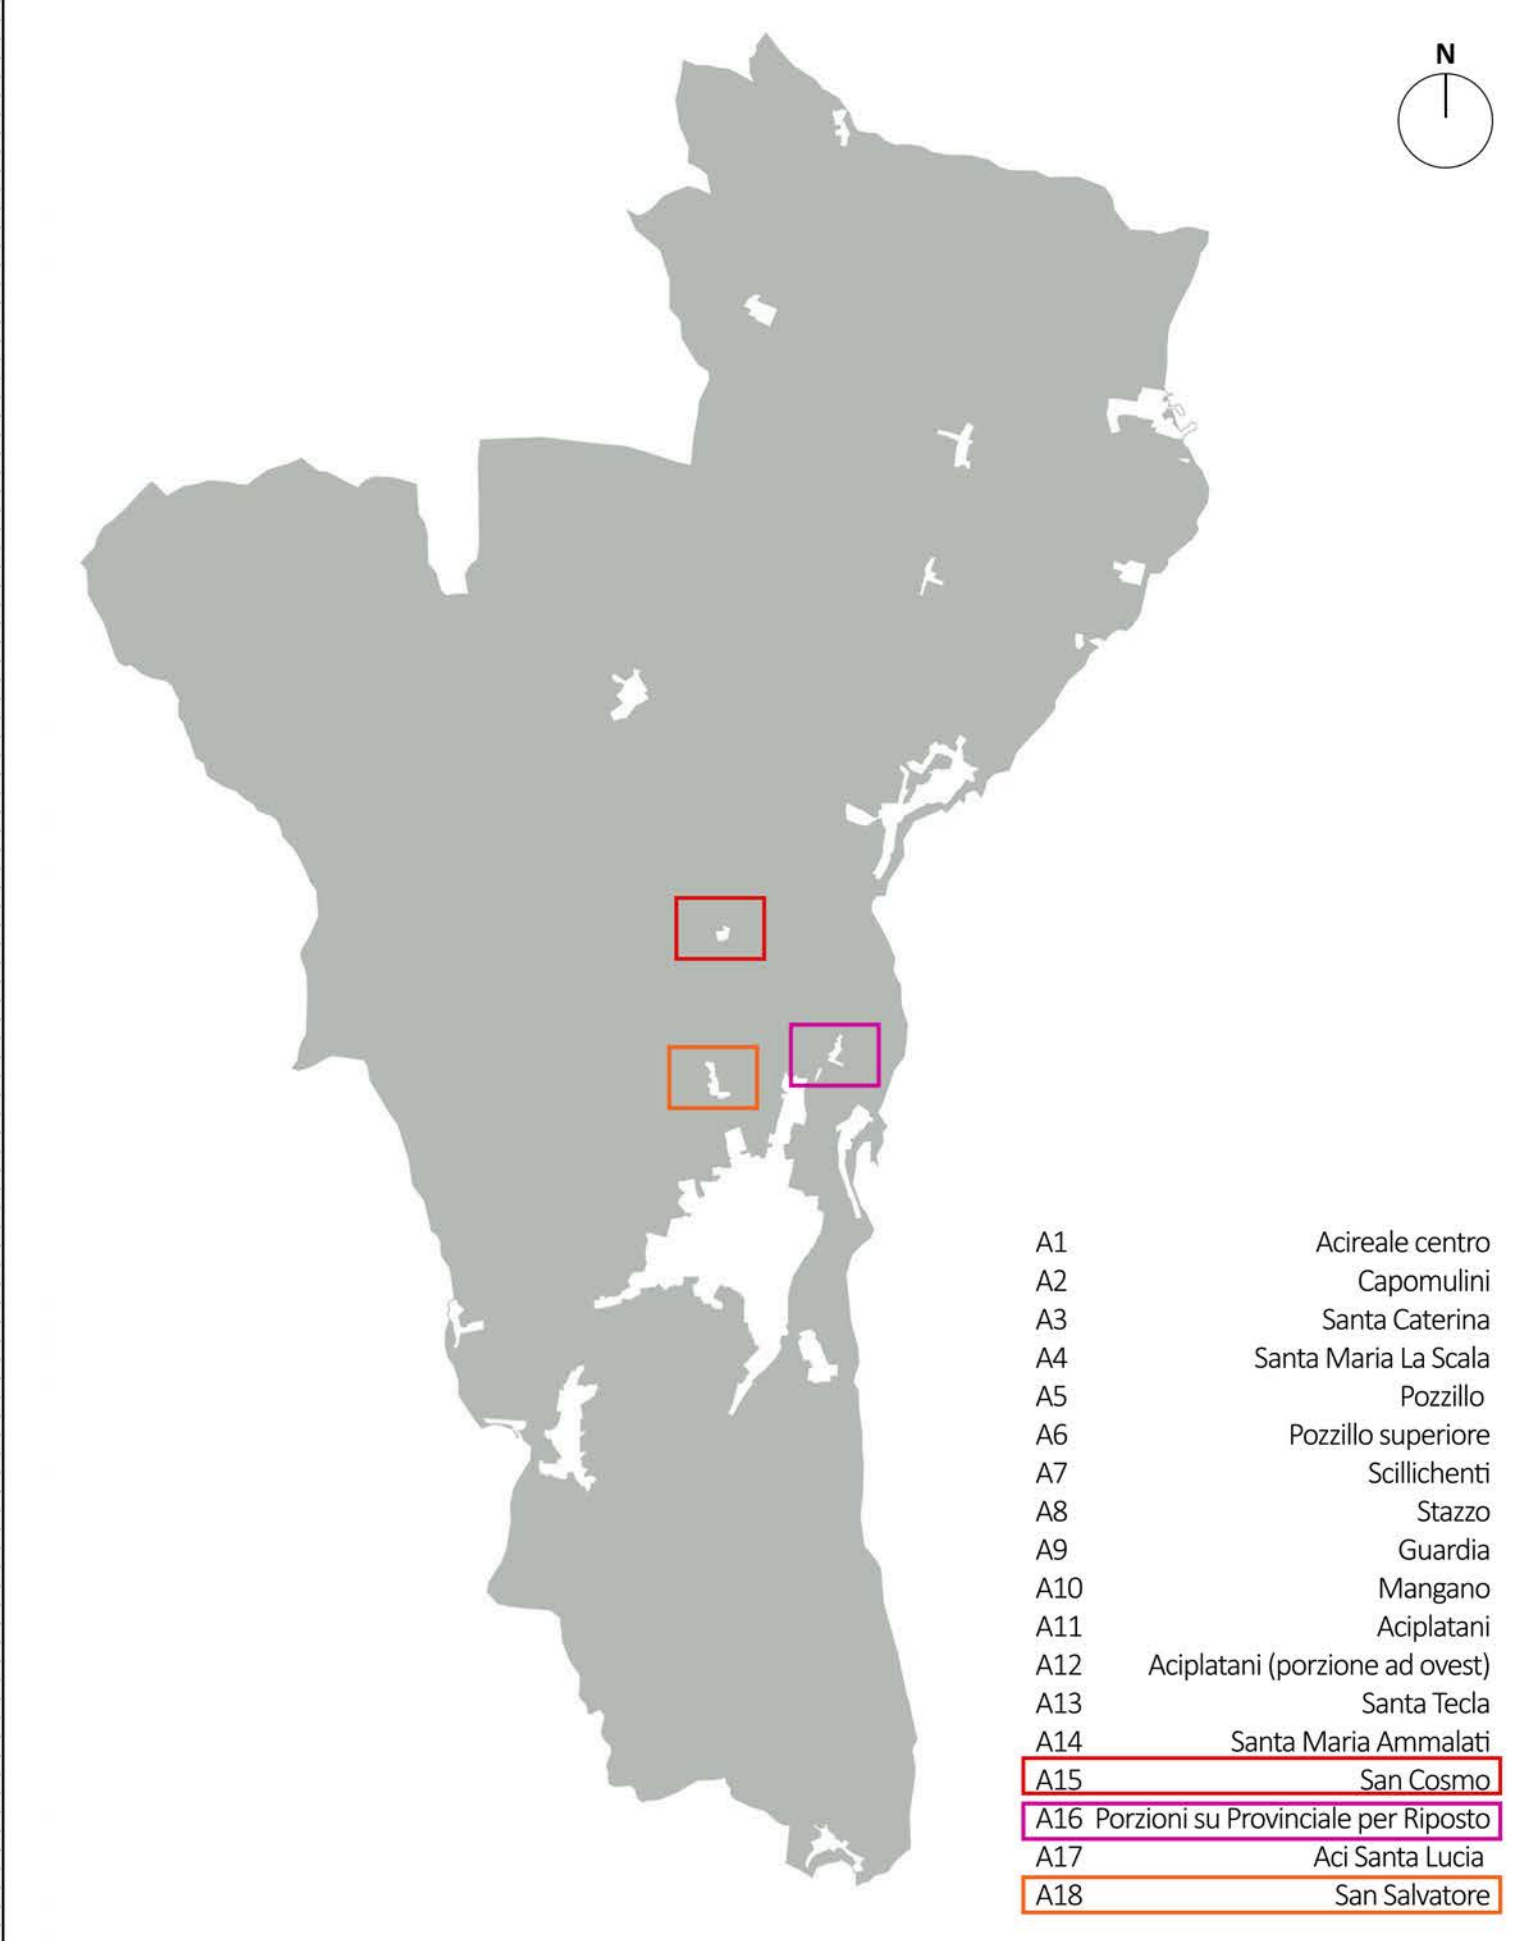 N
A1 Acireale centro
A2 Capomulini
A3 Santa Caterina
A4 Santa Maria La Scala
A5 Pozzillo
A6 Pozzillo superiore
A7 Scillichenti
A8 Stazzo
A9 Guardia
A10 Mangano
A11 Aciplatani
A12 Aciplatani (porzione ad ovest)
A13 Santa Tecla
A14 Santa Maria Ammalati
A15 San Cosmo
A16 Porzioni su Provinciale per Riposto
A17 Aci Santa Lucia
A18 San Salvatore